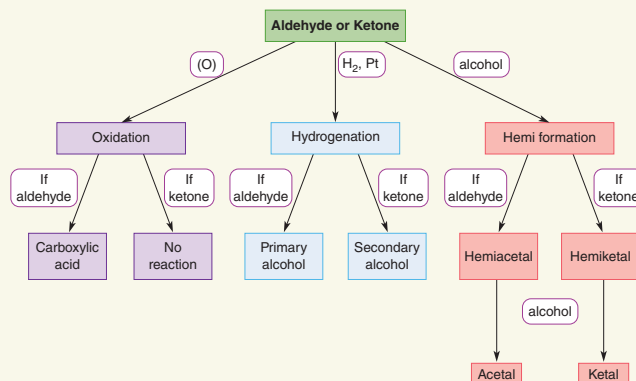 Aldehyde or Ketone
(O)
H₂, Pt
alcohol
Oxidation
Hydrogenation
Hemi formation
If
aldehyde
If
ketone
If
aldehyde
If
ketone
If
aldehyde
If
ketone
Carboxylic
acid
No
reaction
Primary
alcohol
Secondary
alcohol
Hemiacetal
Hemiketal
alcohol
Acetal
Ketal